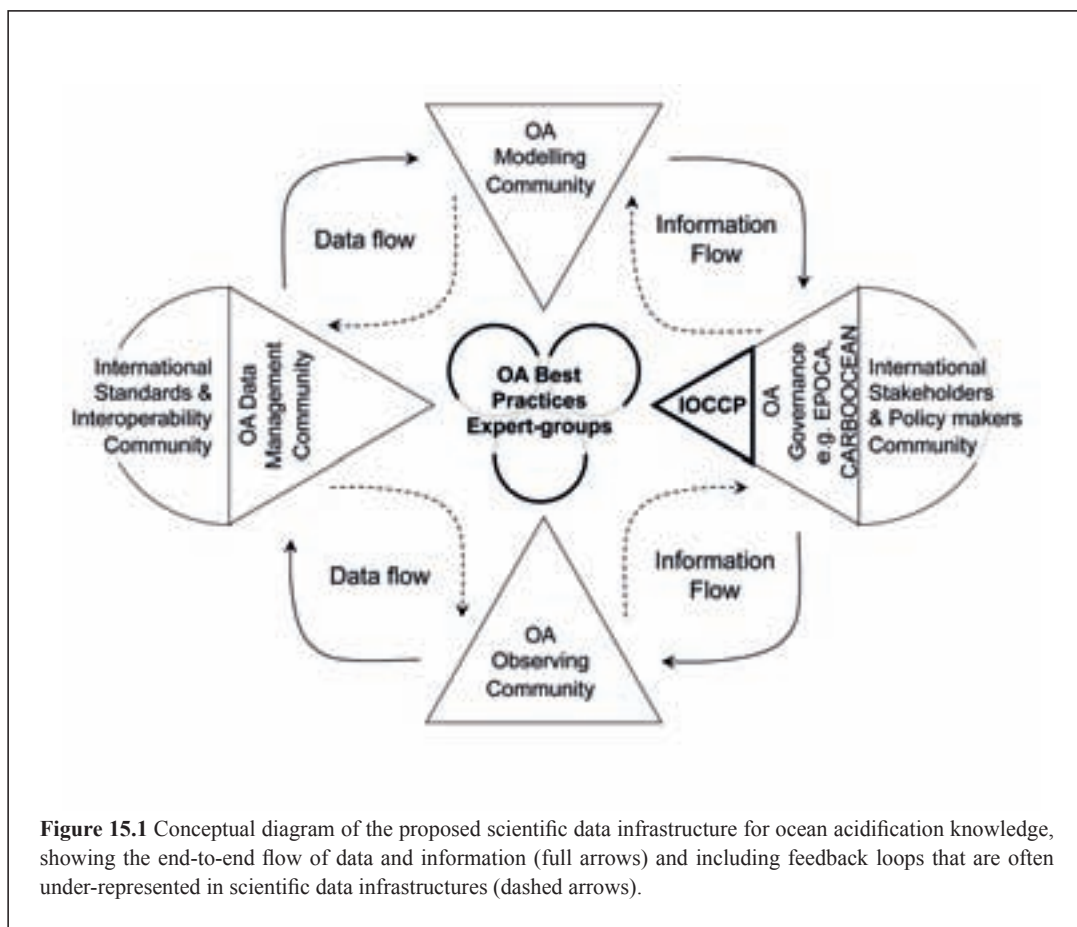 OA
Modelling
Community
Data flow
Information
Flow
International
Standards &
Interoperability
Community
OA Data
Management
Community
OA Best
Practices
Expert-groups
IOCCP
OA
Governance
e.g. EPOCA,
CARBOOCEAN
International
Stakeholders
& Policy makers
Community
Data flow
Information
Flow
OA
Observing
Community
Figure 15.1 Conceptual diagram of the proposed scientific data infrastructure for ocean acidification knowledge,
showing the end-to-end flow of data and information (full arrows) and including feedback loops that are often
under-represented in scientific data infrastructures (dashed arrows).